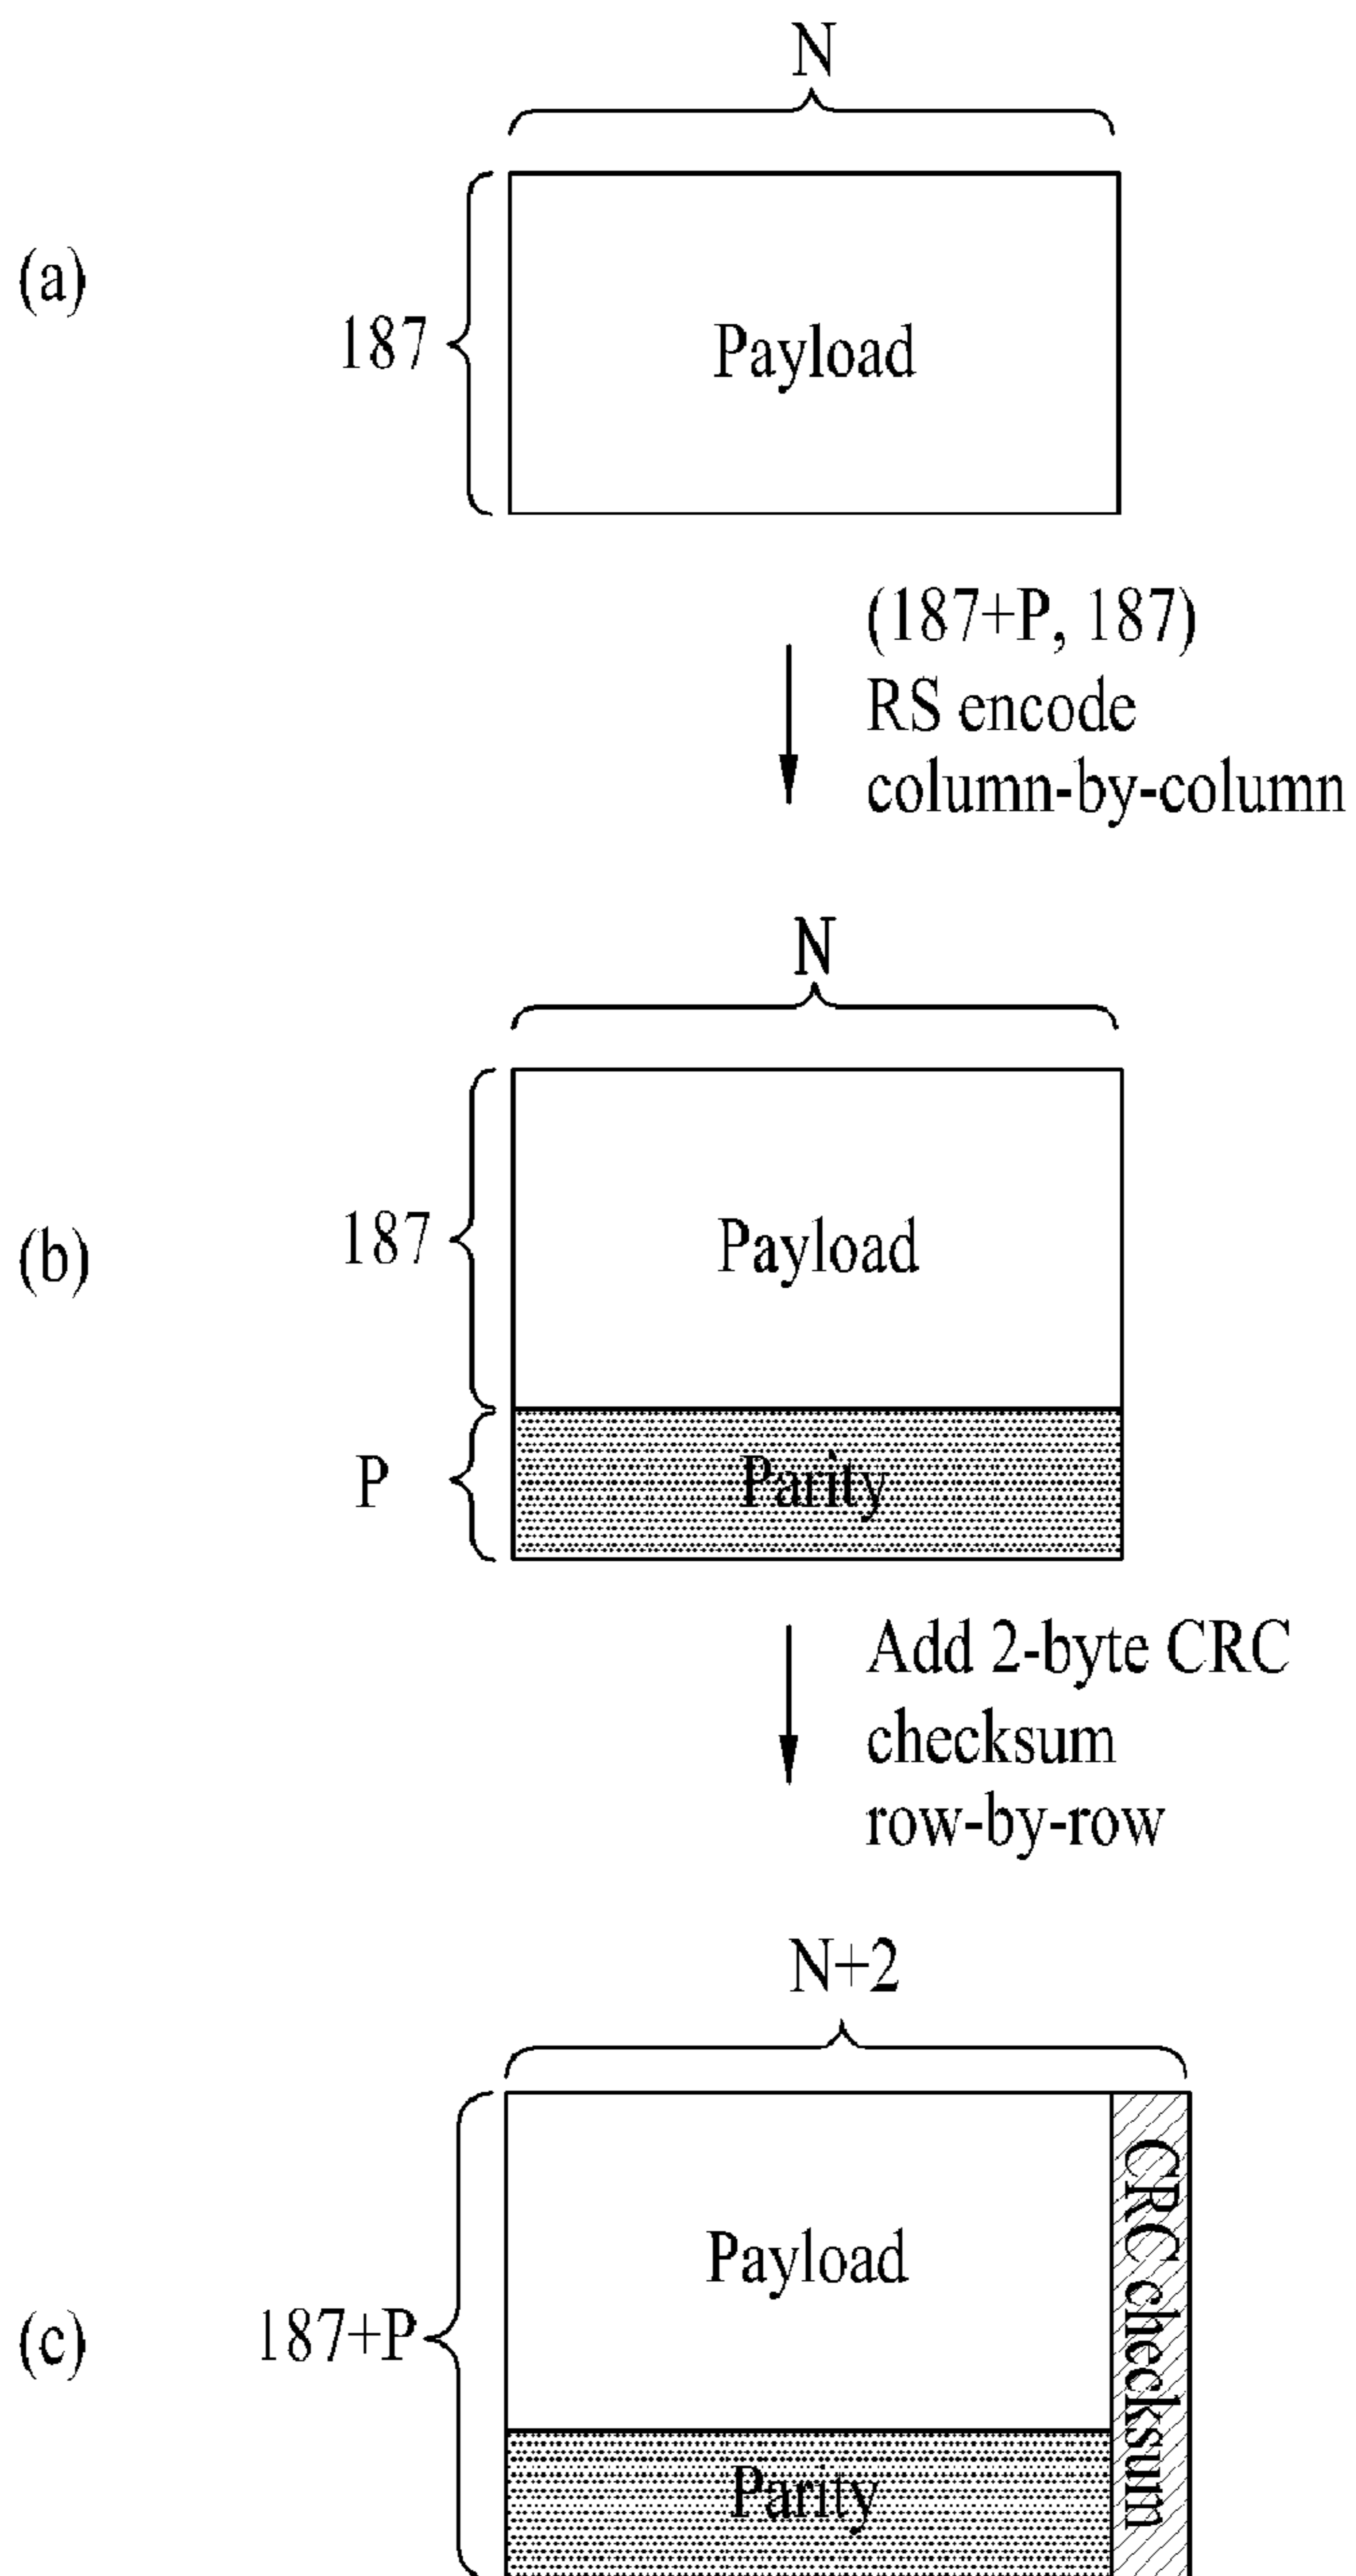 N
(a)
187
Payload
(187+P, 187)
RS encode
column-by-column
N
(b)
187
Payload
P
Parity
Add 2-byte CRC
checksum
row-by-row
N+2
(c)
187+P
Payload
CRC checksum
Parity